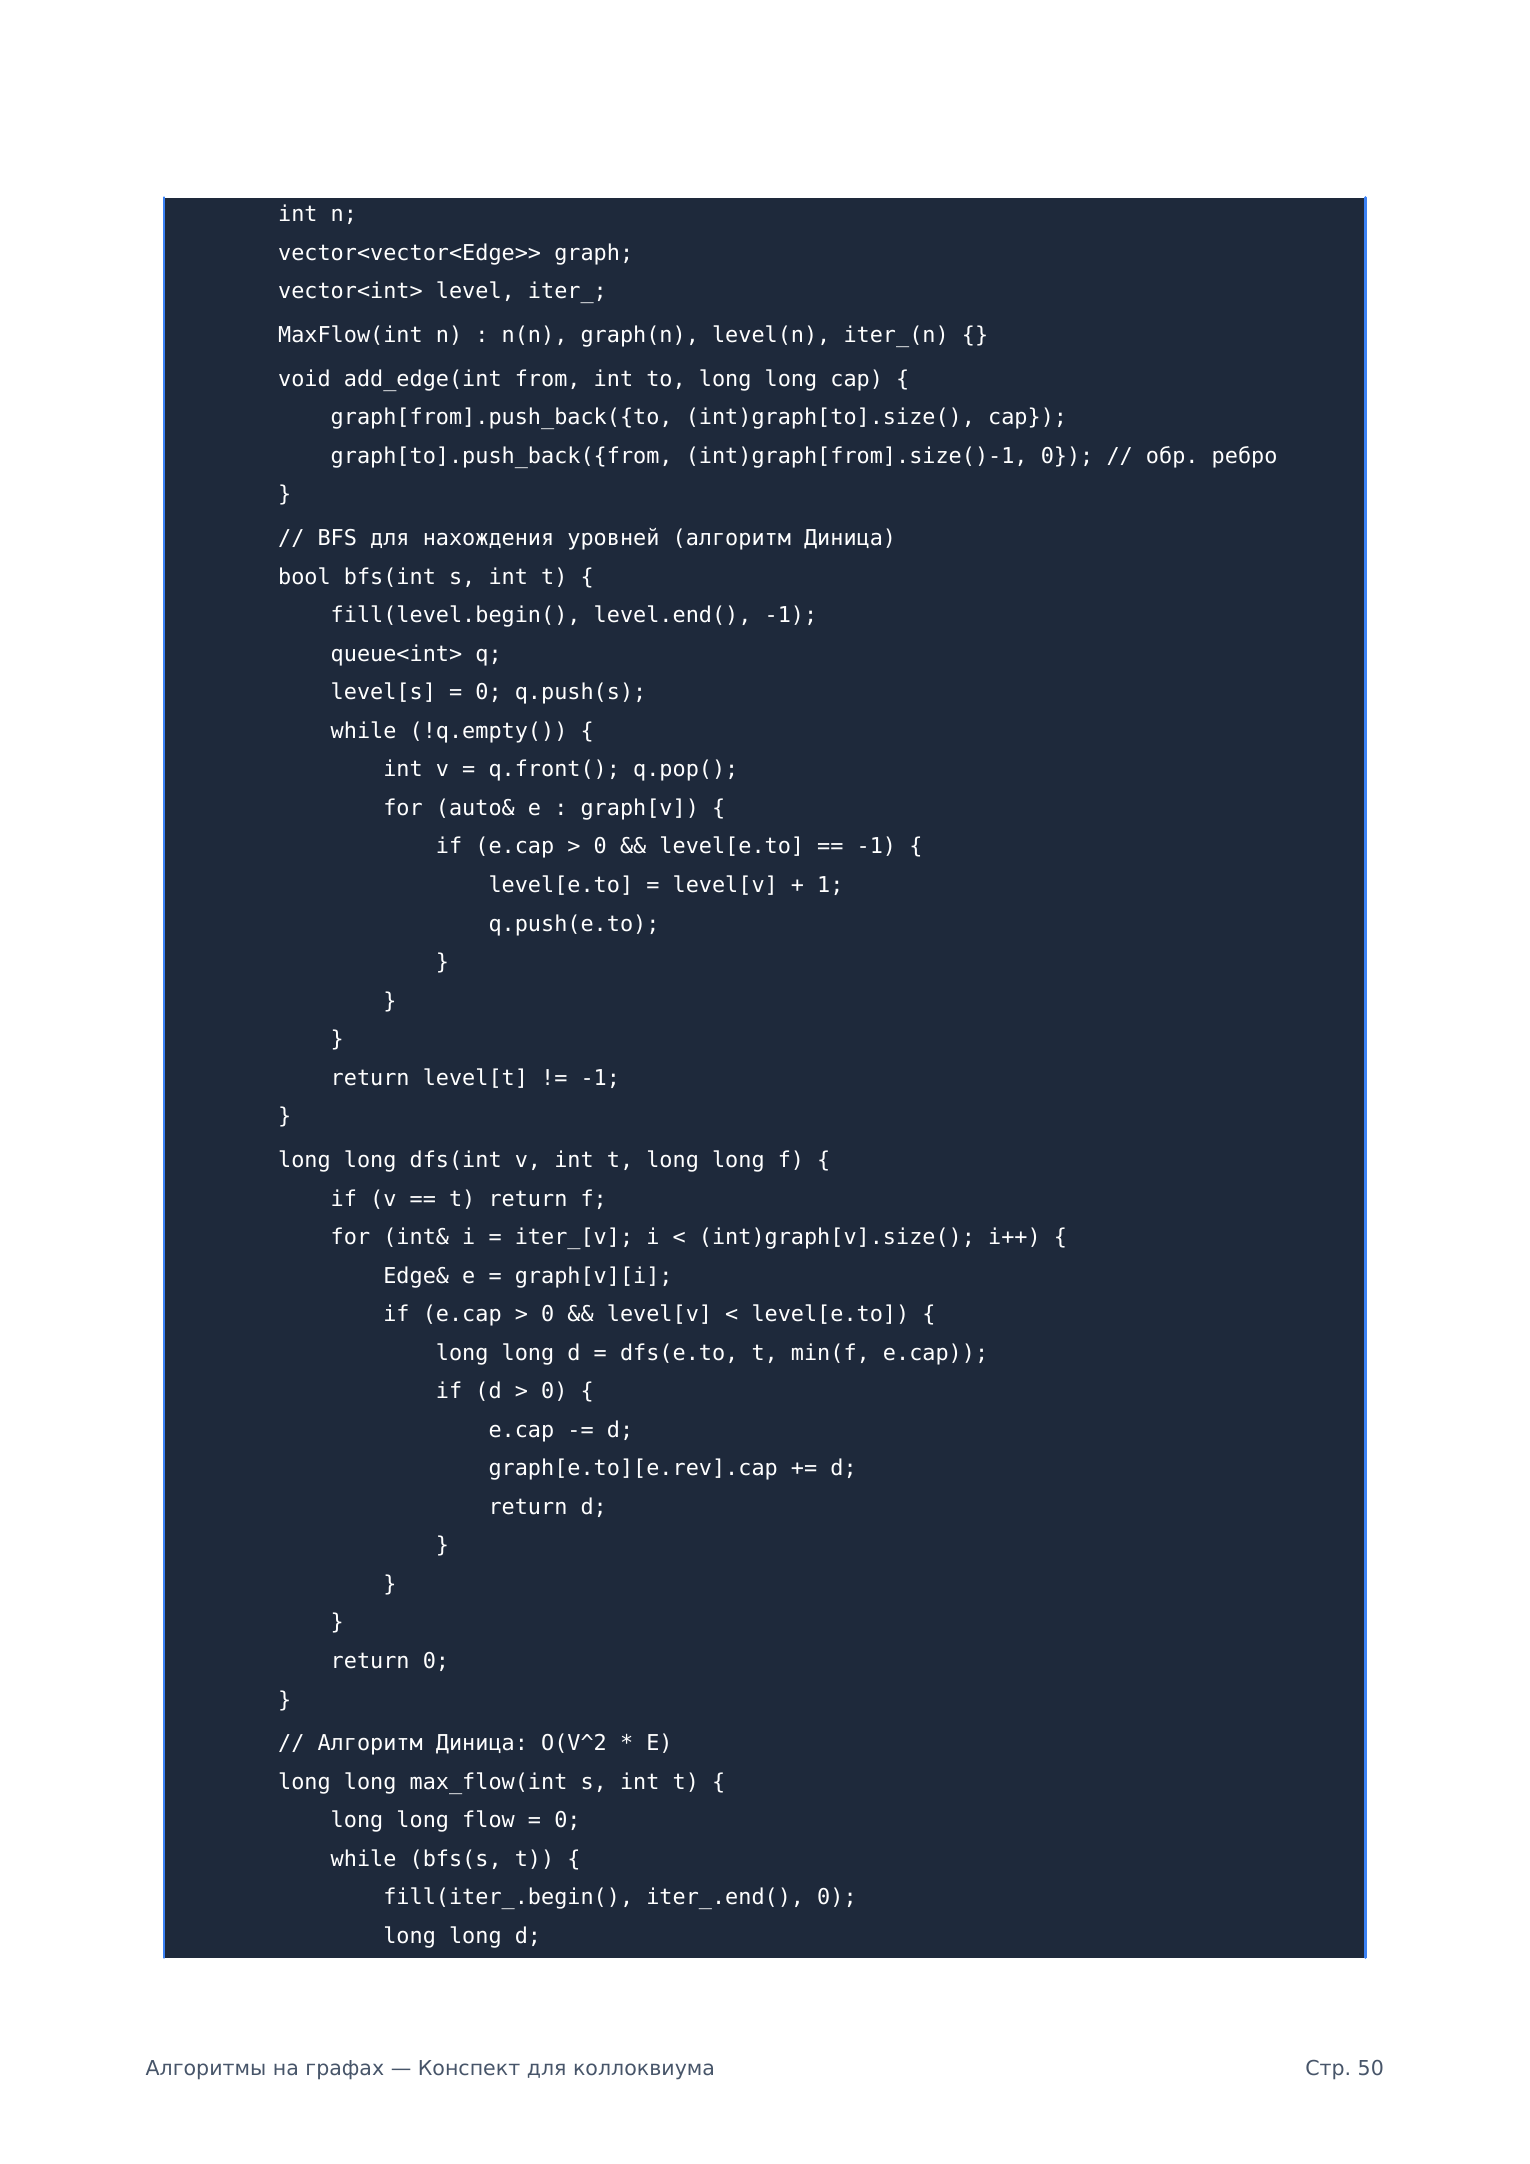 int n;
vector<vector<Edge>> graph;
vector<int> level, iter_;
MaxFlow(int n) : n(n), graph(n), level(n), iter_(n) {}
void add_edge(int from, int to, long long cap) {
    graph[from].push_back({to, (int)graph[to].size(), cap});
    graph[to].push_back({from, (int)graph[from].size()-1, 0}); // обр. ребро
}
// BFS для нахождения уровней (алгоритм Диница)
bool bfs(int s, int t) {
    fill(level.begin(), level.end(), -1);
    queue<int> q;
    level[s] = 0; q.push(s);
    while (!q.empty()) {
        int v = q.front(); q.pop();
        for (auto& e : graph[v]) {
            if (e.cap > 0 && level[e.to] == -1) {
                level[e.to] = level[v] + 1;
                q.push(e.to);
            }
        }
    }
    return level[t] != -1;
}
long long dfs(int v, int t, long long f) {
    if (v == t) return f;
    for (int& i = iter_[v]; i < (int)graph[v].size(); i++) {
        Edge& e = graph[v][i];
        if (e.cap > 0 && level[v] < level[e.to]) {
            long long d = dfs(e.to, t, min(f, e.cap));
            if (d > 0) {
                e.cap -= d;
                graph[e.to][e.rev].cap += d;
                return d;
            }
        }
    }
    return 0;
}
// Алгоритм Диница: O(V^2 * E)
long long max_flow(int s, int t) {
    long long flow = 0;
    while (bfs(s, t)) {
        fill(iter_.begin(), iter_.end(), 0);
        long long d;
Алгоритмы на графах — Конспект для коллоквиума
Стр. 50